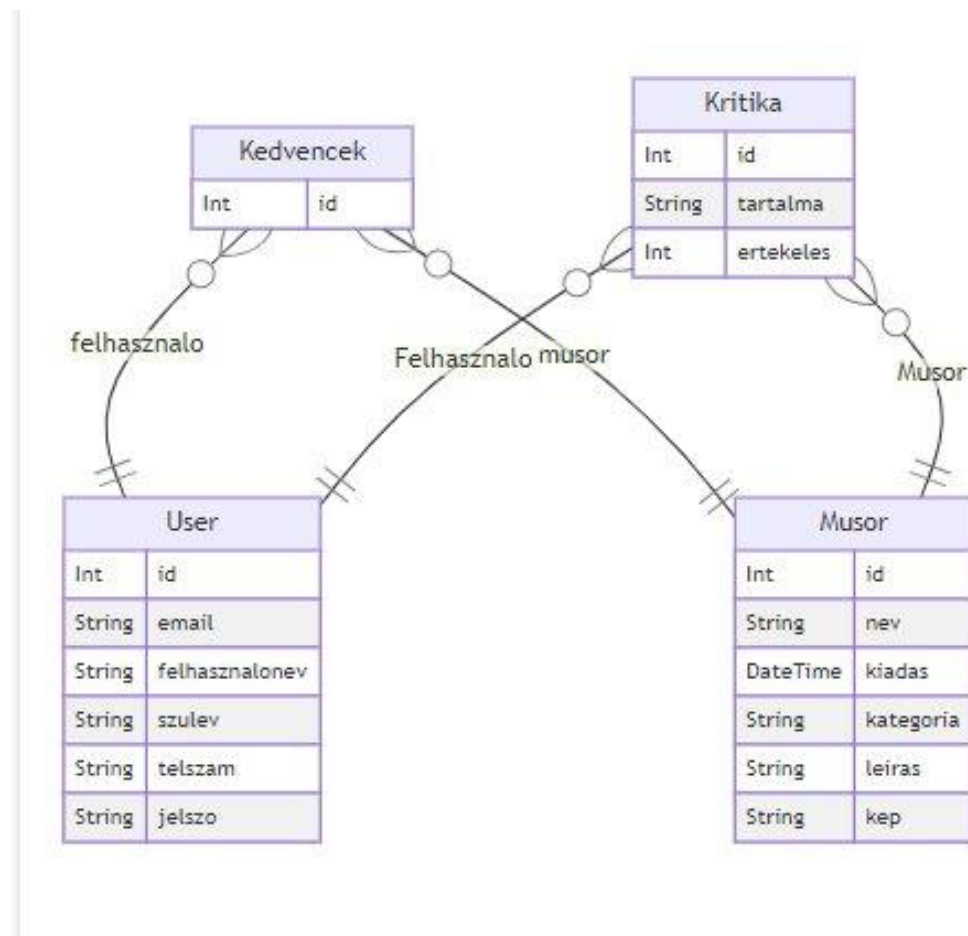 Kedvencek
Int id
Kritika
Int id
String tartalma
Int ertekeles
felhasznalo
Felhasznalo
musor
Musor
User
Int id
String email
String felhasznalonev
String szulev
String telszam
String jelszo
Musor
Int id
String nev
DateTime kiadas
String kategoria
String leiras
String kep